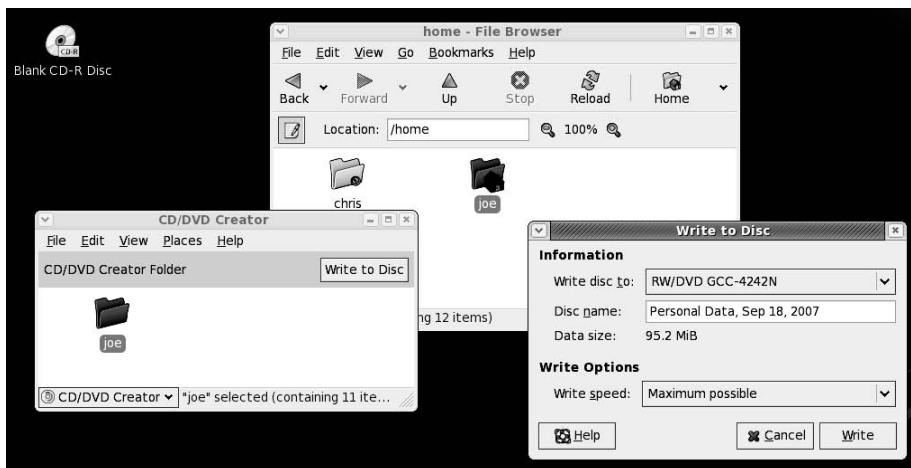 CD-R
Blank CD-R Disc
home - File Browser
File Edit View Go Bookmarks Help
Back Forward Up Stop Reload Home
Location: /home 100%
chris
joe
ng 12 items)
CD/DVD Creator
File Edit View Places Help
CD/DVD Creator Folder Write to Disc
joe
CD/DVD Creator "joe" selected (containing 11 ite...
Write to Disc
Information
Write disc to: RW/DVD GCC-4242N
Disc name: Personal Data, Sep 18, 2007
Data size: 95.2 MiB
Write Options
Write speed: Maximum possible
Help Cancel Write